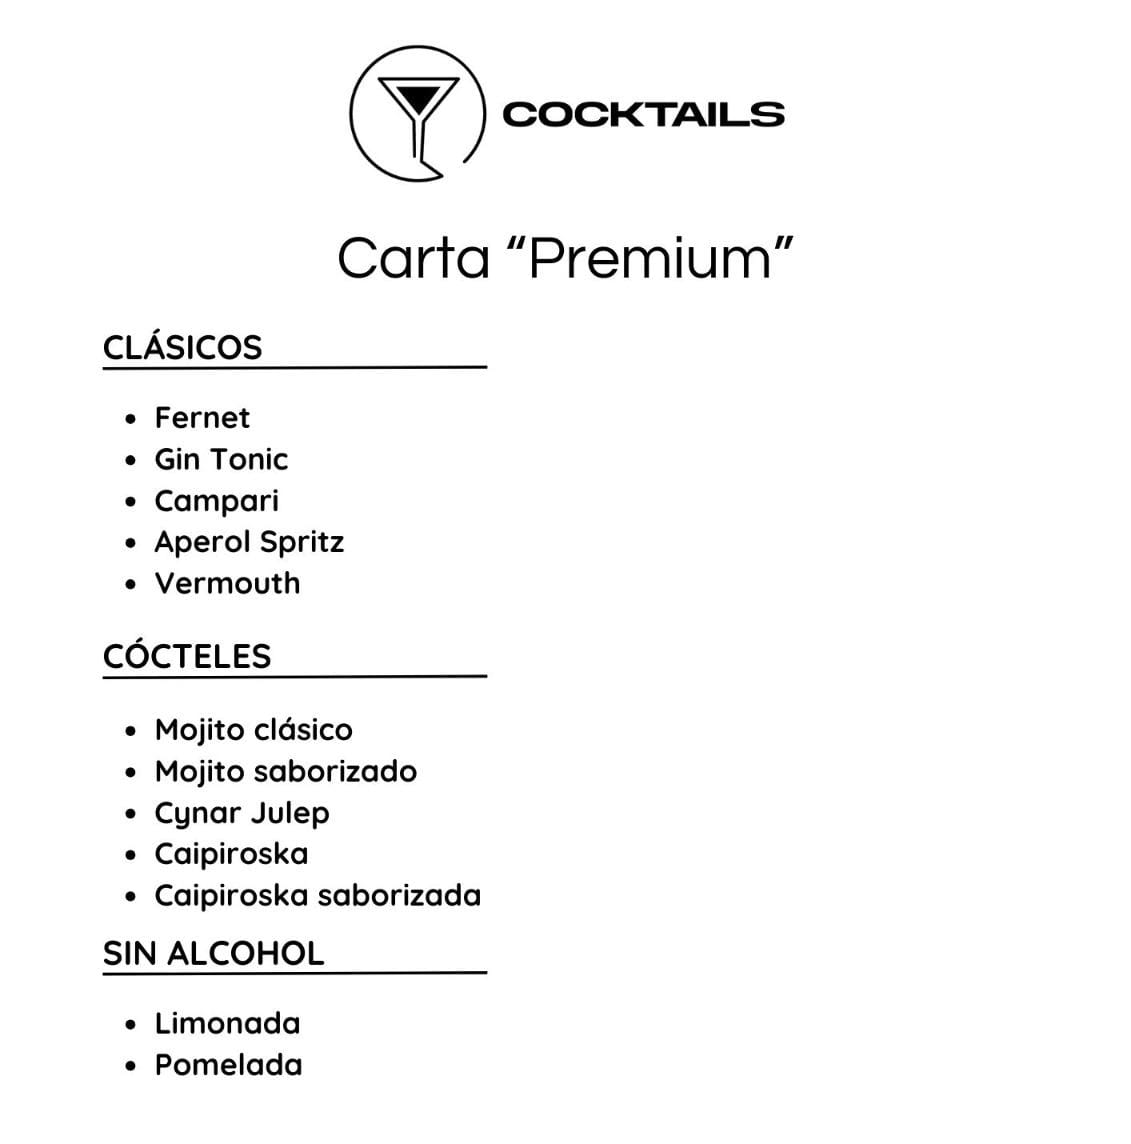 COCKTAILS
Carta “Premium”
CLÁSICOS
• Fernet
• Gin Tonic
• Campari
• Aperol Spritz
• Vermouth
CÓCTELES
• Mojito clásico
• Mojito saborizado
• Cynar Julep
• Caipiroska
• Caipiroska saborizada
SIN ALCOHOL
• Limonada
• Pomelada